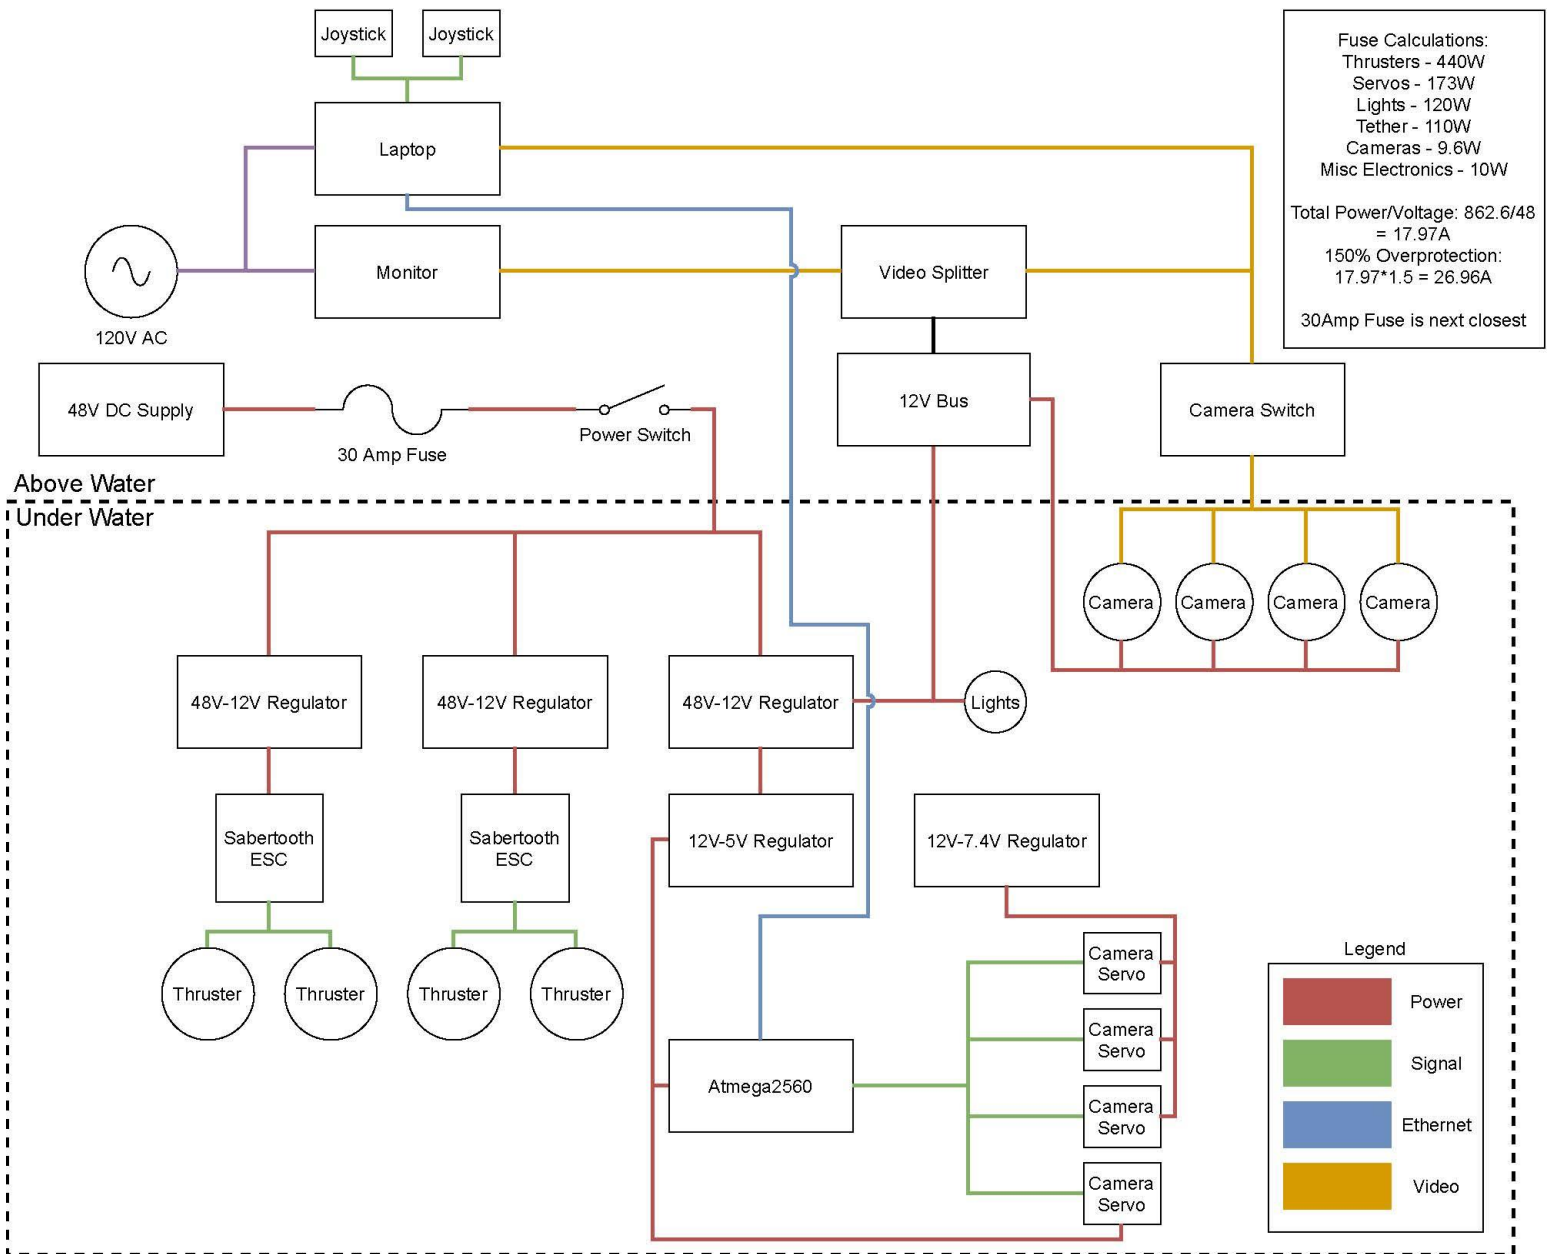 Joystick
Joystick
Fuse Calculations:
Thrusters - 440W
Servos - 173W
Lights - 120W
Tether - 110W
Cameras - 9.6W
Misc Electronics - 10W
Total Power/Voltage: 862.6/48
= 17.97A
150% Overprotection:
17.97*1.5 = 26.96A
30Amp Fuse is next closest
Laptop
Monitor
Video Splitter
120V AC
48V DC Supply
30 Amp Fuse
Power Switch
12V Bus
Camera Switch
Above Water
Under Water
Camera
Camera
Camera
Camera
48V-12V Regulator
48V-12V Regulator
48V-12V Regulator
Lights
Sabertooth
ESC
Sabertooth
ESC
12V-5V Regulator
12V-7.4V Regulator
Thruster
Thruster
Thruster
Thruster
Camera
Servo
Camera
Servo
Atmega2560
Camera
Servo
Camera
Servo
Legend
Power
Signal
Ethernet
Video